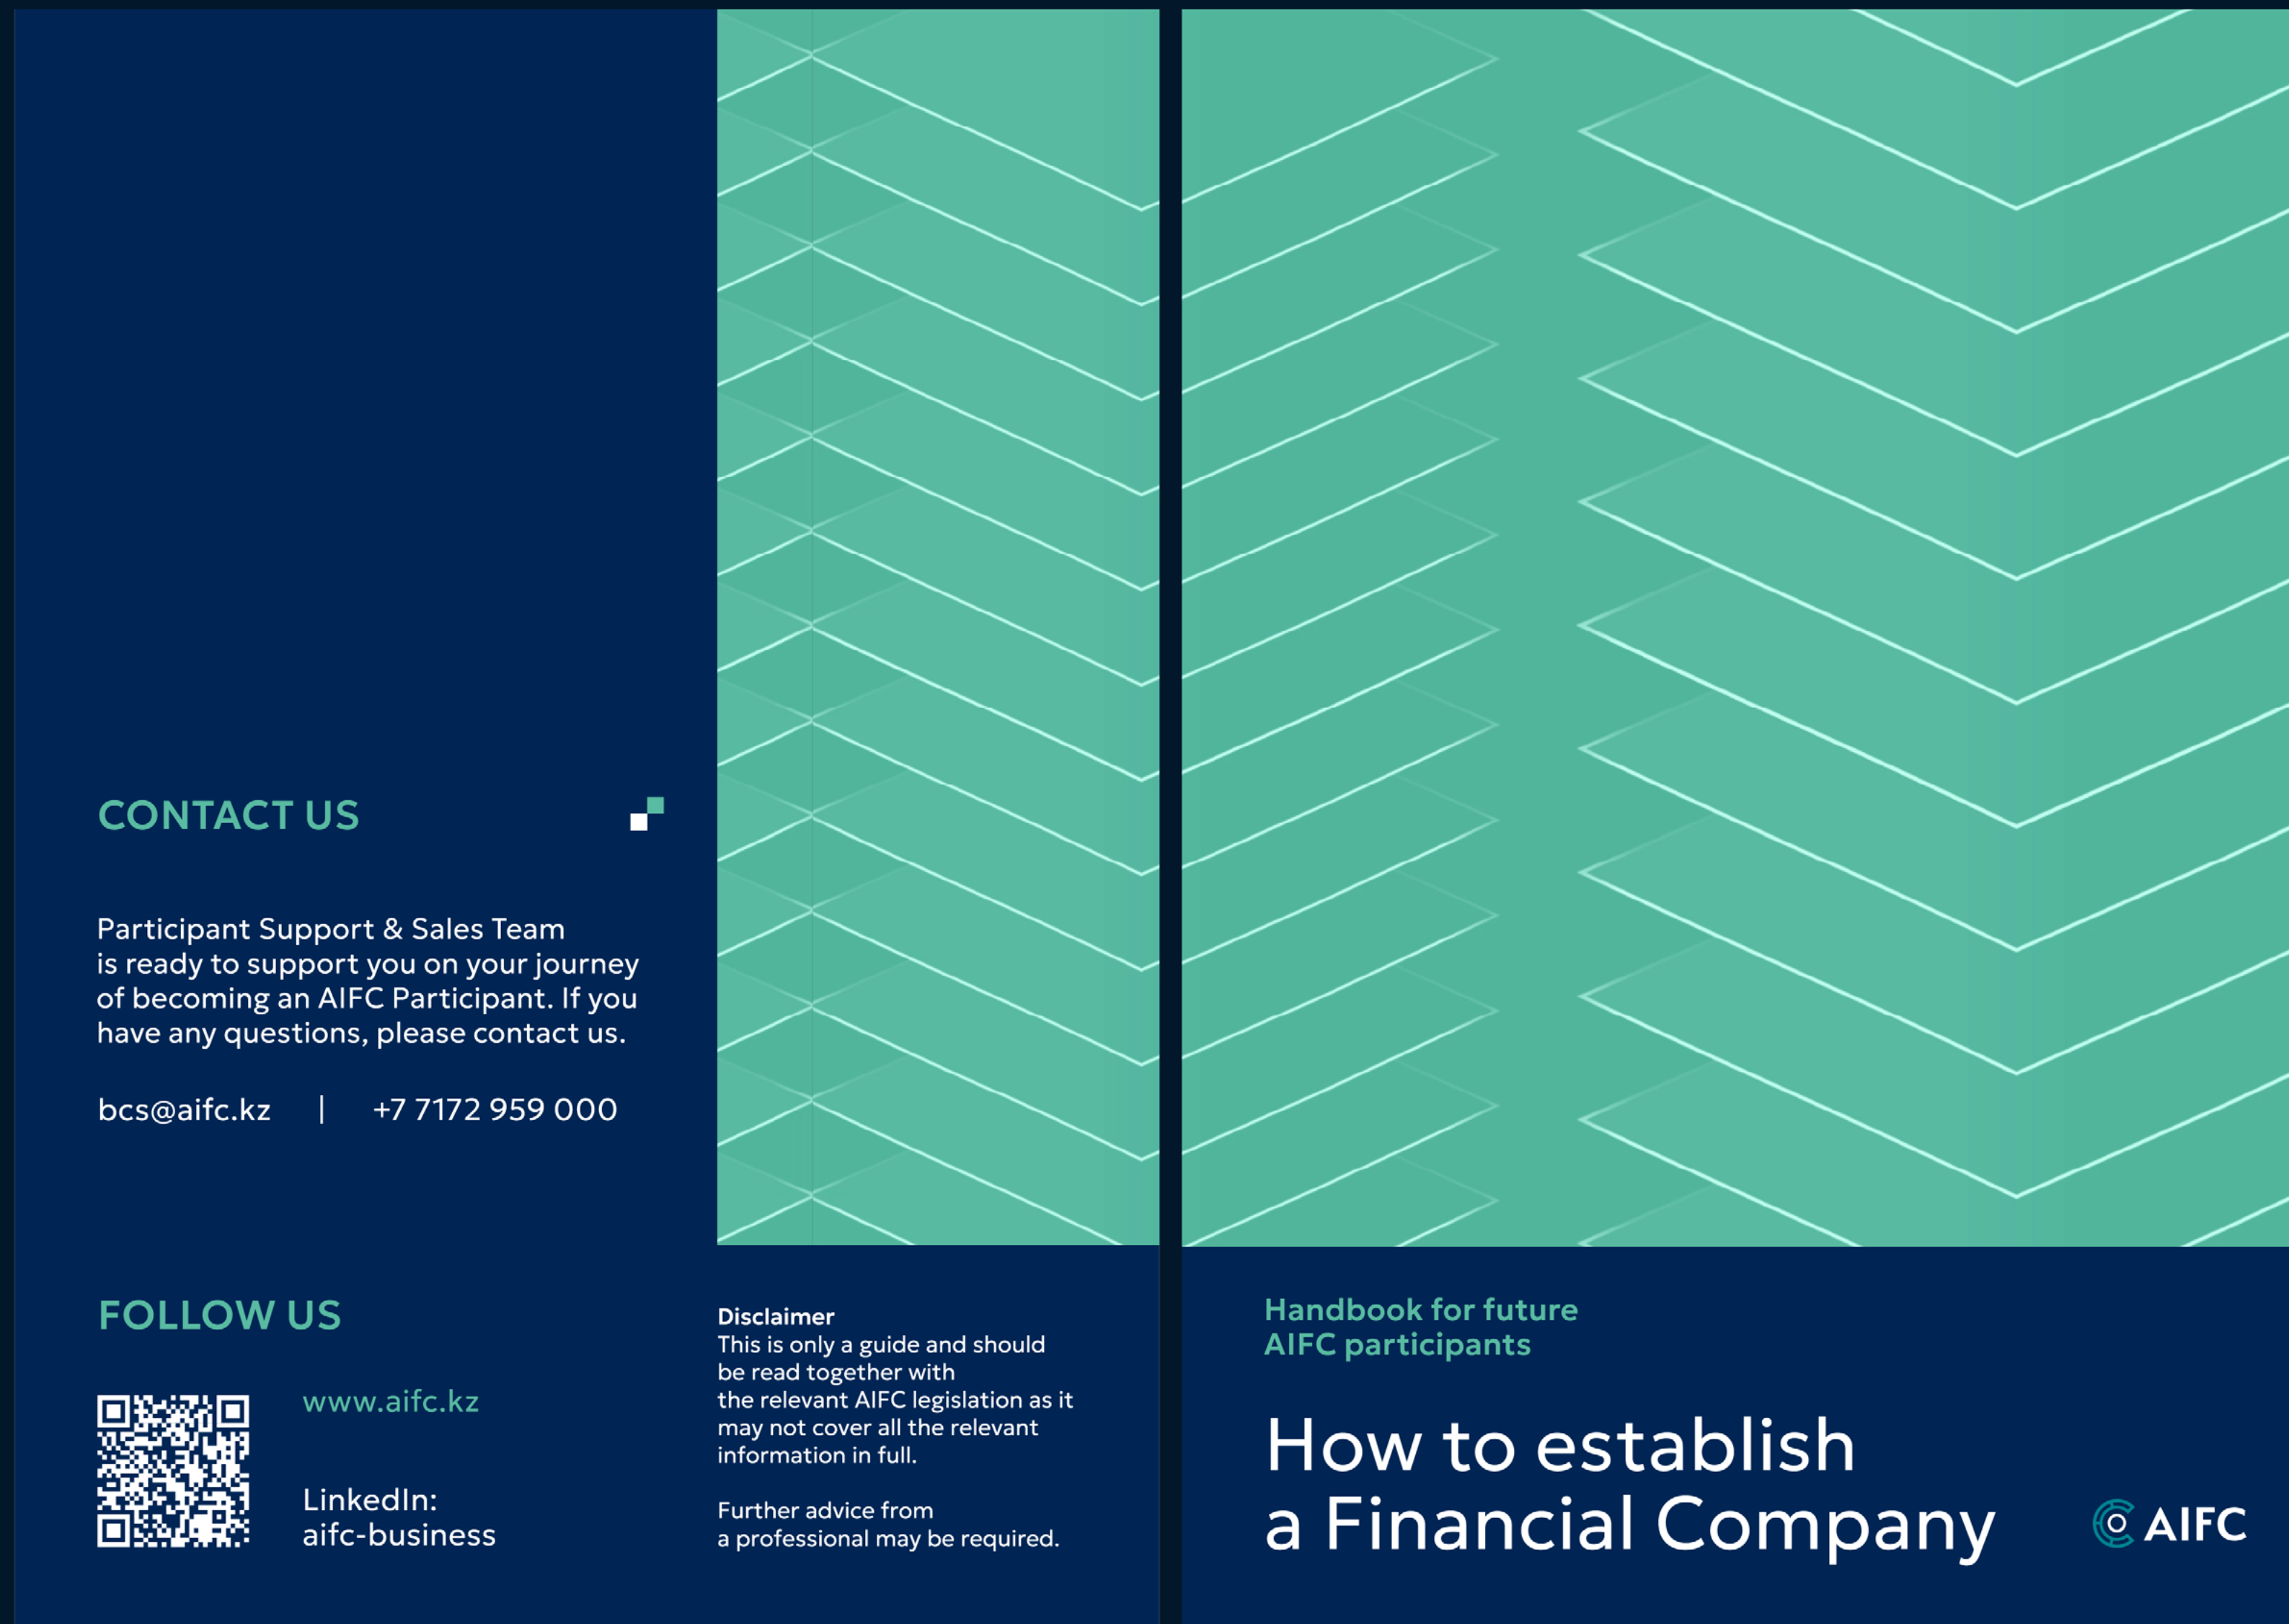 CONTACT US
Participant Support & Sales Team
is ready to support you on your journey
of becoming an AIFC Participant. If you
have any questions, please contact us.
bcs@aifc.kz | +7 7172 959 000
FOLLOW US
www.aifc.kz
LinkedIn:
aifc-business
Disclaimer
This is only a guide and should
be read together with
the relevant AIFC legislation as it
may not cover all the relevant
information in full.
Further advice from
a professional may be required.
Handbook for future
AIFC participants
How to establish
a Financial Company
AIFC